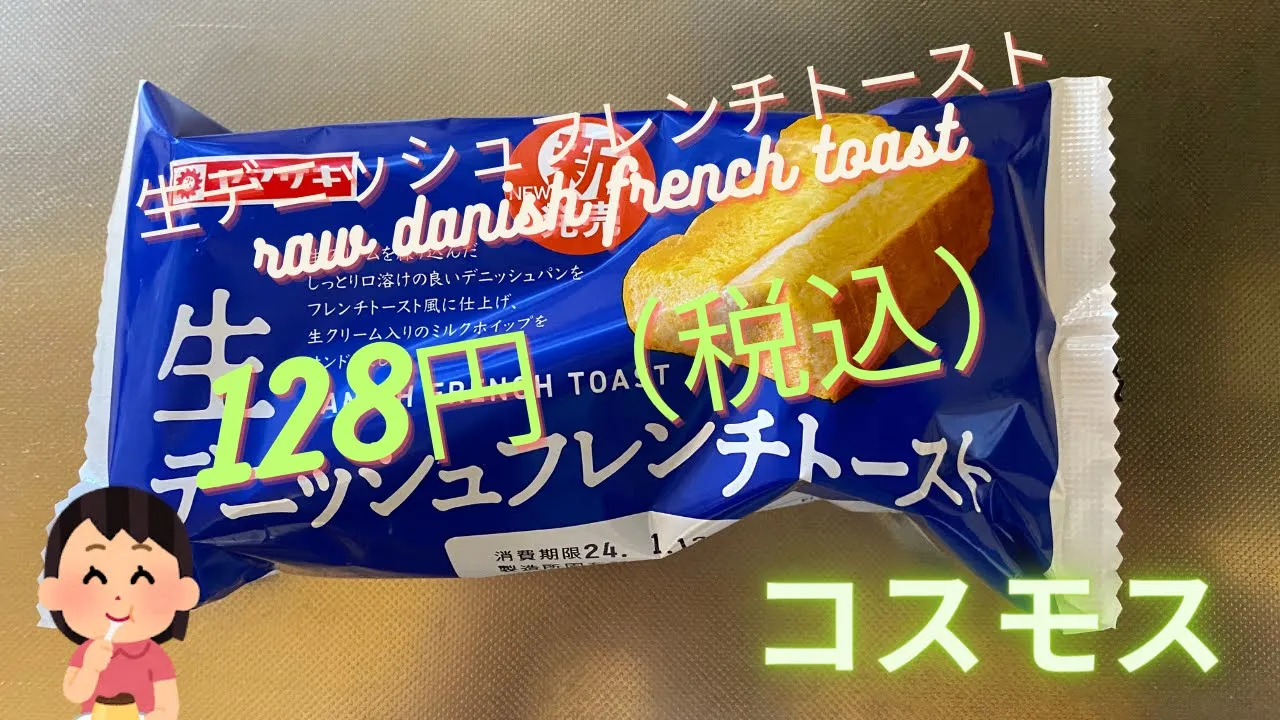 生デニッシュフレンチトースト
raw danish french toast
ヤマザキ
NEW
発売
しっとり口溶けの良いデニッシュパンを
フレンチトースト風に仕上げ、
生クリーム入りのミルクホイップを
128円（税込）
FRENCH TOAST
生
デニッシュフレンチトースト
消費期限24. 1.
コスモス